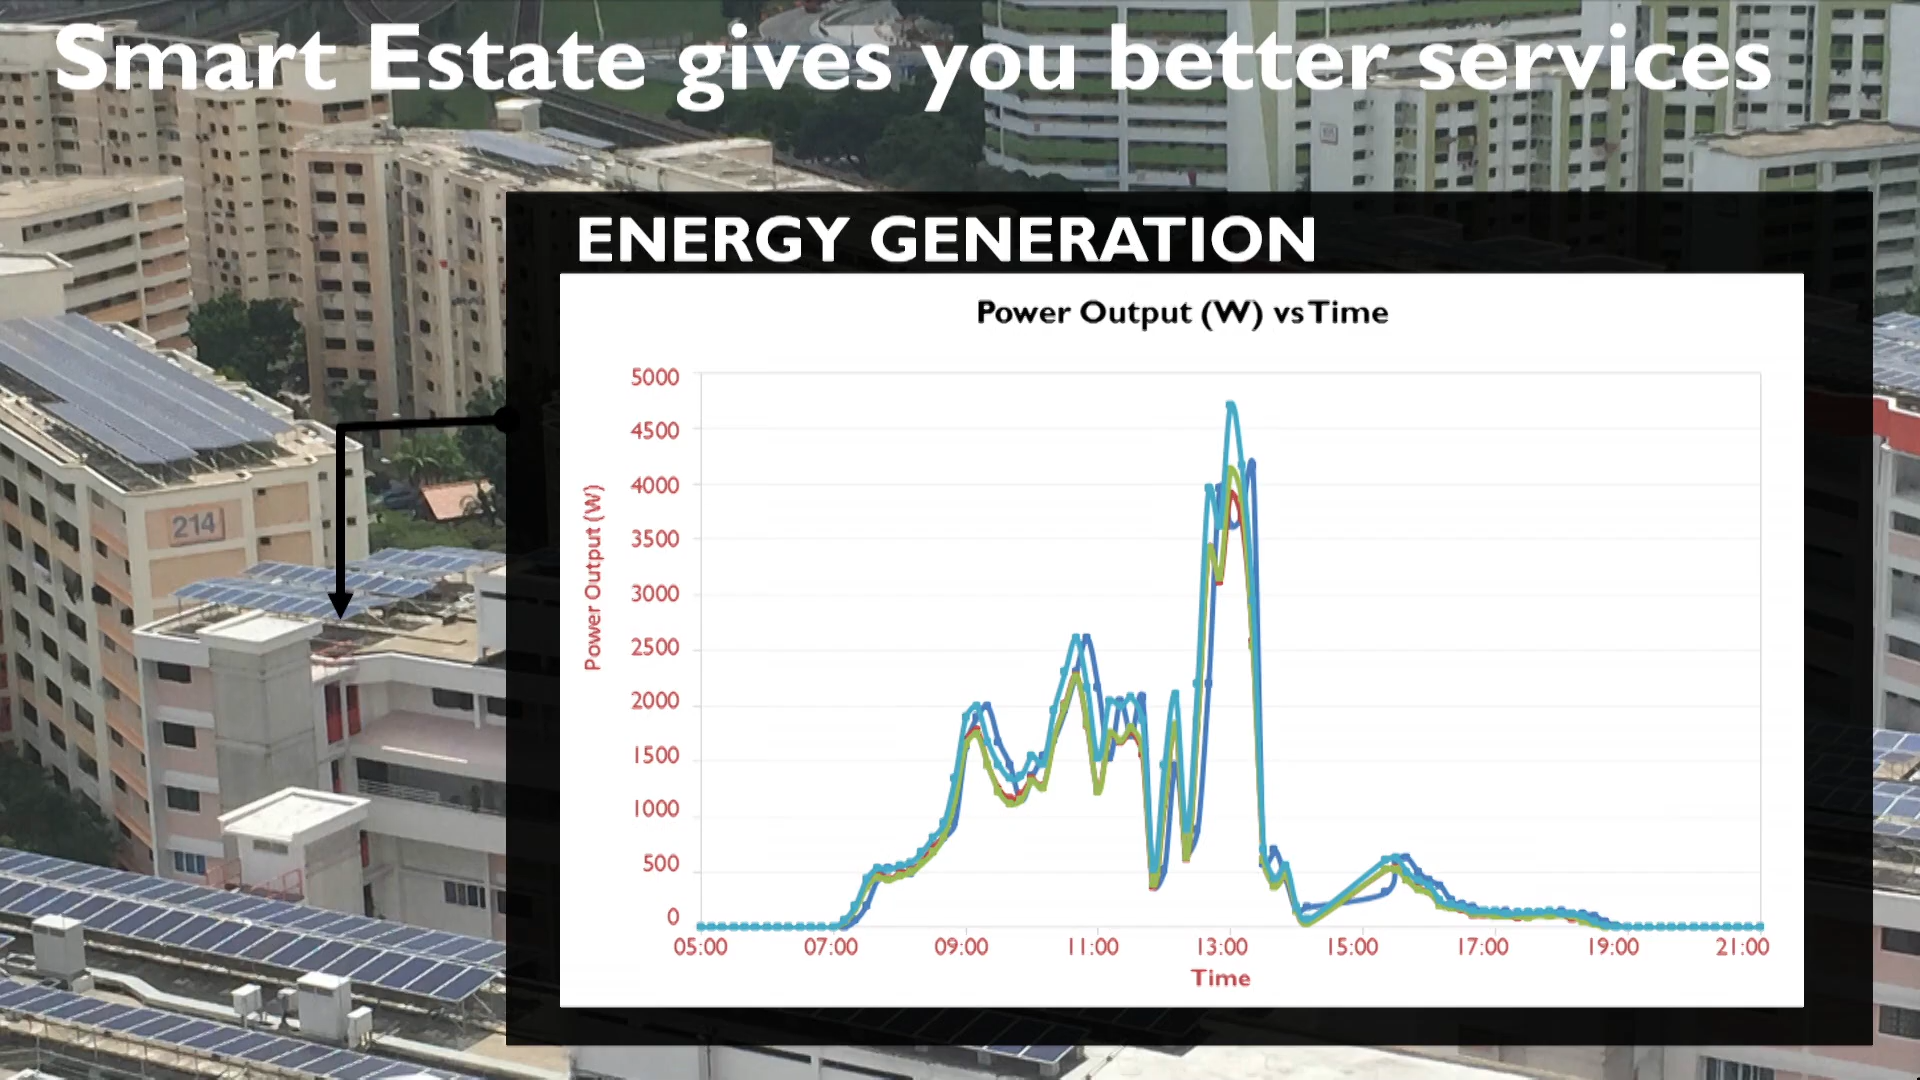 Smart Estate gives you better services
ENERGY GENERATION
Power Output (W) vs Time
Power Output (W)
5000
4500
4000
3500
3000
2500
2000
1500
1000
500
0
05:00 07:00 09:00 11:00 13:00 15:00 17:00 19:00 21:00
Time
214